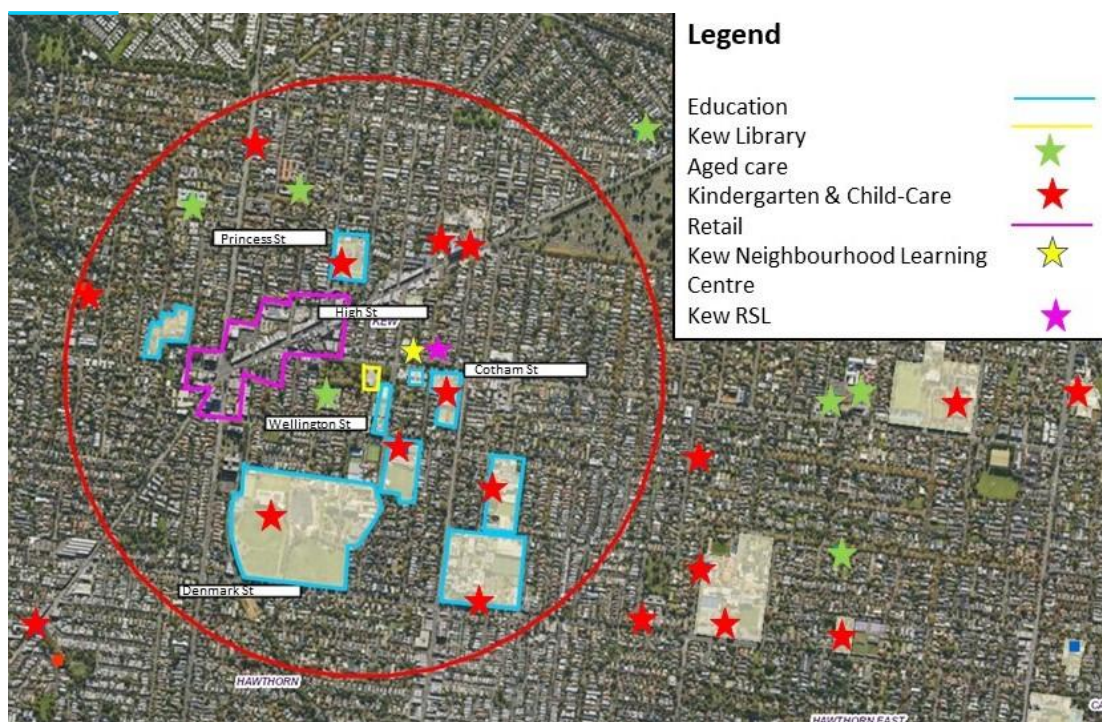 Legend
Education
Kew Library
Aged care
Kindergarten & Child-Care
Retail
Kew Neighbourhood Learning
Centre
Kew RSL
Princess St
High St
KEW
Cotham St
Wellington St
Denmark St
HAWTHORN
HAWTHORN EAST